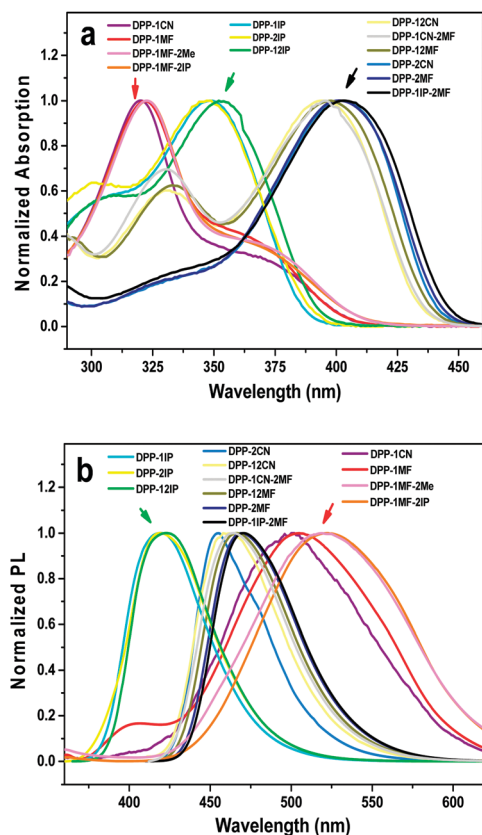 a
DPP-1CN
DPP-1MF
DPP-1MF-2Me
DPP-1MF-2IP
DPP-1IP
DPP-2IP
DPP-12IP
DPP-12CN
DPP-1CN-2MF
DPP-12MF
DPP-2CN
DPP-2MF
DPP-1IP-2MF
Normalized Absorption
1.0
0.8
0.6
0.4
0.2
0.0
300 325 350 375 400 425 450
Wavelength (nm)
b
DPP-1IP
DPP-2IP
DPP-12IP
DPP-2CN
DPP-12CN
DPP-1CN-2MF
DPP-12MF
DPP-2MF
DPP-1IP-2MF
DPP-1CN
DPP-1MF
DPP-1MF-2Me
DPP-1MF-2IP
Normalized PL
1.0
0.8
0.6
0.4
0.2
0.0
400 450 500 550 600
Wavelength (nm)